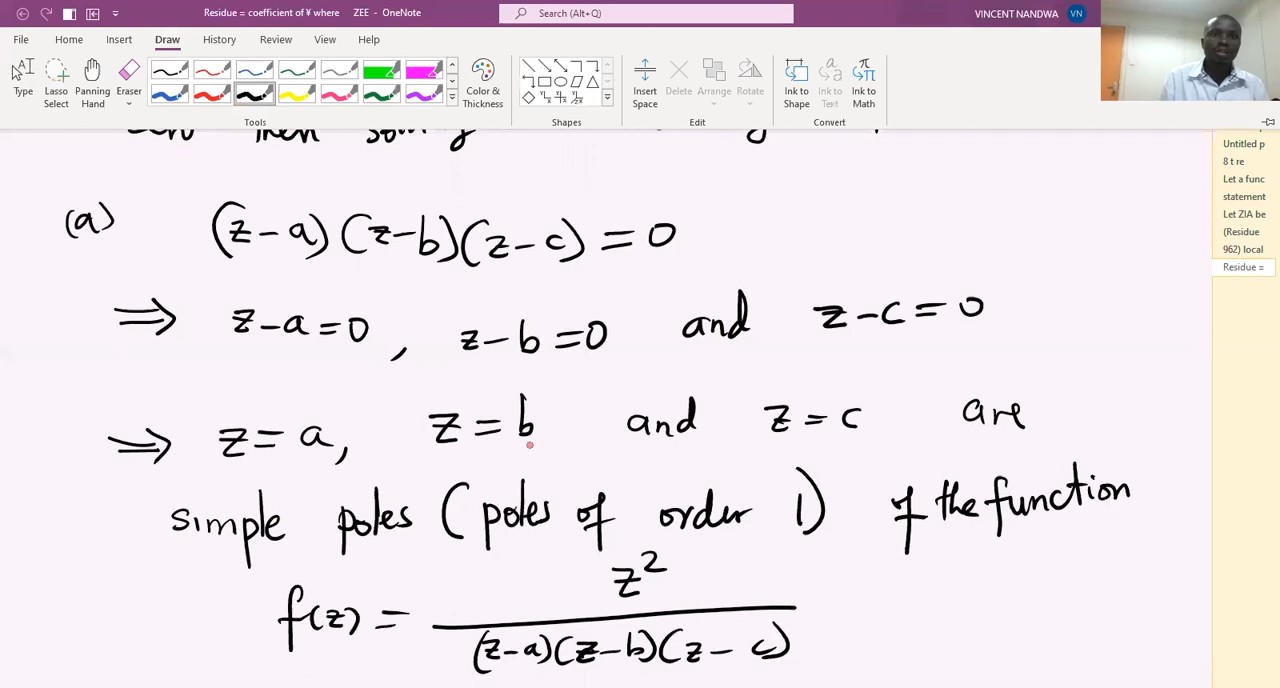 Residue = coefficient of ¥ where ZEE - OneNote
Search (Alt+Q)
VINCENT NANDWA VN
File Home Insert Draw History Review View Help
Type Lasso Select Panning Hand Eraser Color & Thickness Insert Space Delete Arrange Rotate Ink to Shape Ink to Text Ink to Math
Tools Shapes Edit Convert
Untitled p
8 t re
Let a func
statement
Let ZIA be
(Residue
962) local
Residue =
(a) (z-a)(z-b)(z-c) = 0
⟹ z-a=0, z-b=0 and z-c=0
⟹ z=a, z=b and z=c are
simple poles (poles of order 1) of the function
f(z) = z²
(z-a)(z-b)(z-c)